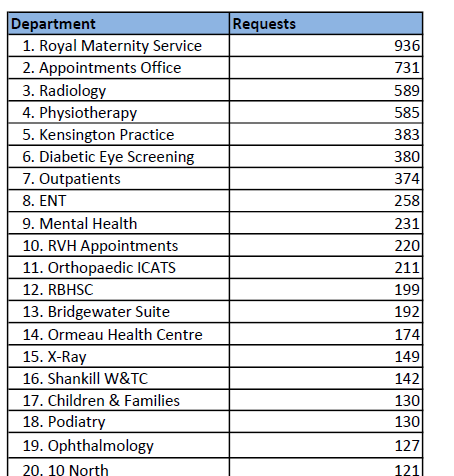 Department Requests
1. Royal Maternity Service 936
2. Appointments Office 731
3. Radiology 589
4. Physiotherapy 585
5. Kensington Practice 383
6. Diabetic Eye Screening 380
7. Outpatients 374
8. ENT 258
9. Mental Health 231
10. RVH Appointments 220
11. Orthopaedic ICATS 211
12. RBHSC 199
13. Bridgewater Suite 192
14. Ormeau Health Centre 174
15. X-Ray 149
16. Shankill W&TC 142
17. Children & Families 130
18. Podiatry 130
19. Ophthalmology 127
20. 10 North 121